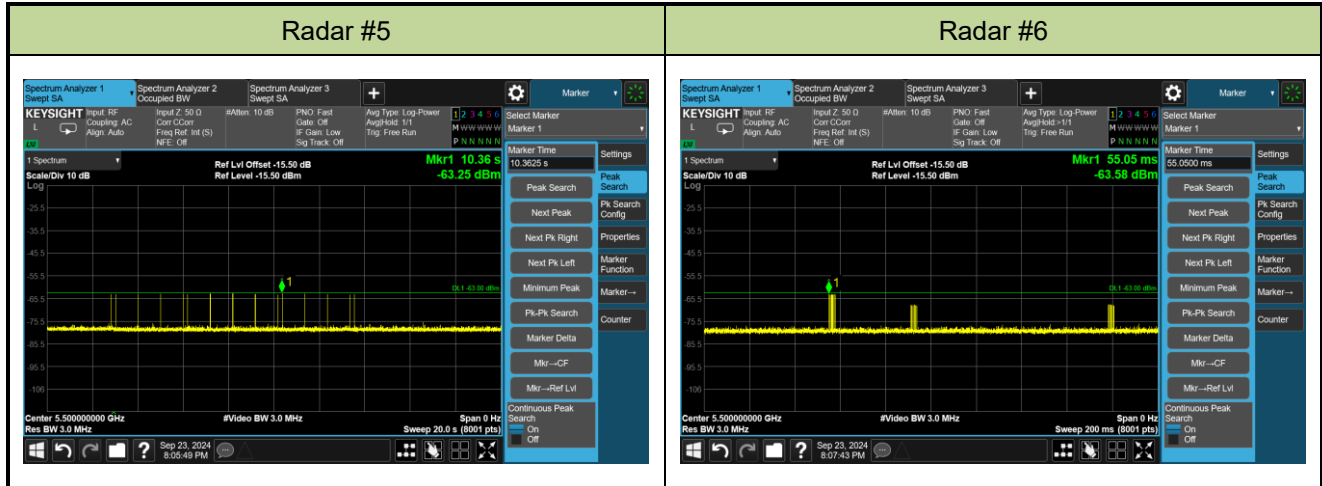 Radar #5
Radar #6
Spectrum Analyzer 1
Swept SA
Spectrum Analyzer 2
Occupied BW
Spectrum Analyzer 3
Swept SA
Marker
KEYSIGHT
L
Input: RF
Coupling: AC
Align: Auto
Input Z: 50 Ω
Corr CCorr
Freq Ref: Int (S)
NFE: Off
#Atten: 10 dB
PNO: Fast
Gate: Off
IF Gain: Low
Sig Track: Off
Avg Type: Log-Power
Avg|Hold: 1/1
Trig: Free Run
1 2 3 4 5 6
M W W W W W
P N N N N N
Select Marker
Marker 1
1 Spectrum
Scale/Div 10 dB
Log
Ref Lvl Offset -15.50 dB
Ref Level -15.50 dBm
Mkr1 10.36 s
-63.25 dBm
Marker Time
10.3625 s
Settings
Peak Search
Peak
Search
Next Peak
Pk Search
Config
Next Pk Right
Properties
Next Pk Left
Marker
Function
Minimum Peak
Marker→
Pk-Pk Search
Counter
Marker Delta
Mkr→CF
Mkr→Ref Lvl
Continuous Peak
Search
On
Off
-25.5
-35.5
-45.5
-55.5
-65.5
-75.5
-85.5
-95.5
-106
1
DL1 -63.00 dBm
Center 5.500000000 GHz
Res BW 3.0 MHz
#Video BW 3.0 MHz
Span 0 Hz
Sweep 20.0 s (8001 pts)
?
Sep 23, 2024
8:05:49 PM
Spectrum Analyzer 1
Swept SA
Spectrum Analyzer 2
Occupied BW
Spectrum Analyzer 3
Swept SA
Marker
KEYSIGHT
L
Input: RF
Coupling: AC
Align: Auto
Input Z: 50 Ω
Corr CCorr
Freq Ref: Int (S)
NFE: Off
#Atten: 10 dB
PNO: Fast
Gate: Off
IF Gain: Low
Sig Track: Off
Avg Type: Log-Power
Avg|Hold:>1/1
Trig: Free Run
1 2 3 4 5 6
M W W W W W
P N N N N N
Select Marker
Marker 1
1 Spectrum
Scale/Div 10 dB
Log
Ref Lvl Offset -15.50 dB
Ref Level -15.50 dBm
Mkr1 55.05 ms
-63.58 dBm
Marker Time
55.0500 ms
Settings
Peak Search
Peak
Search
Next Peak
Pk Search
Config
Next Pk Right
Properties
Next Pk Left
Marker
Function
Minimum Peak
Marker→
Pk-Pk Search
Counter
Marker Delta
Mkr→CF
Mkr→Ref Lvl
Continuous Peak
Search
On
Off
-25.5
-35.5
-45.5
-55.5
-65.5
-75.5
-85.5
-95.5
-106
1
DL1 -63.00 dBm
Center 5.500000000 GHz
Res BW 3.0 MHz
#Video BW 3.0 MHz
Span 0 Hz
Sweep 200 ms (8001 pts)
?
Sep 23, 2024
8:07:43 PM